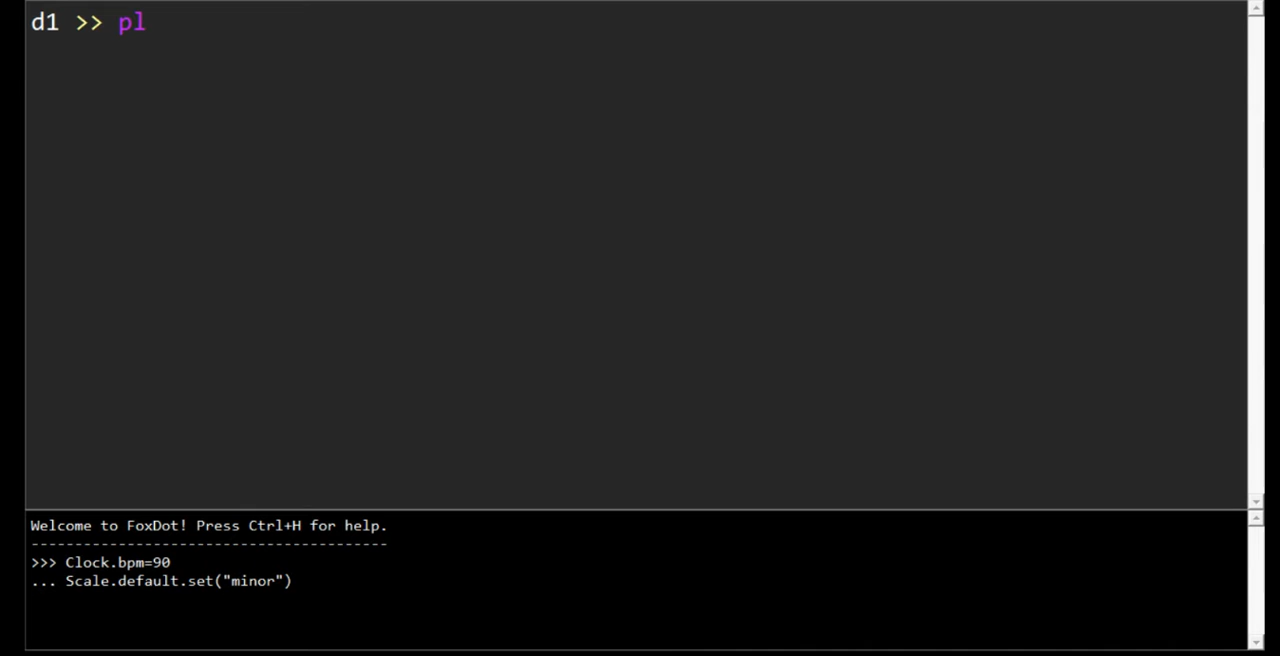 d1 >> pl
Welcome to FoxDot! Press Ctrl+H for help.
-----------------------------------------
>>> Clock.bpm=90
... Scale.default.set("minor")